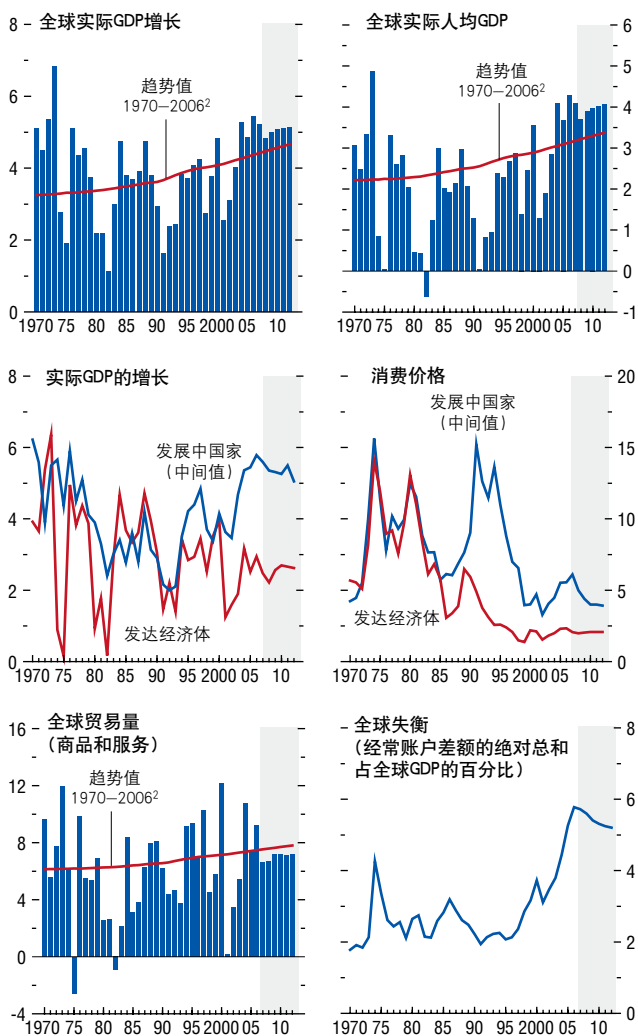 全球实际GDP增长
8
6
4
2
0
趋势值
1970–2006²
1970 75 80 85 90 95 2000 05 10
全球实际人均GDP
6
5
4
3
2
1
0
-1
趋势值
1970–2006²
1970 75 80 85 90 95 2000 05 10
实际GDP的增长
8
6
4
2
0
发展中国家
(中间值)
发达经济体
1970 75 80 85 90 95 2000 05 10
消费价格
20
15
10
5
0
发展中国家
(中间值)
发达经济体
1970 75 80 85 90 95 2000 05 10
全球贸易量
(商品和服务)
16
12
8
4
0
-4
趋势值
1970–2006²
1970 75 80 85 90 95 2000 05 10
全球失衡
(经常账户差额的绝对总和
占全球GDP的百分比)
8
6
4
2
0
1970 75 80 85 90 95 2000 05 10